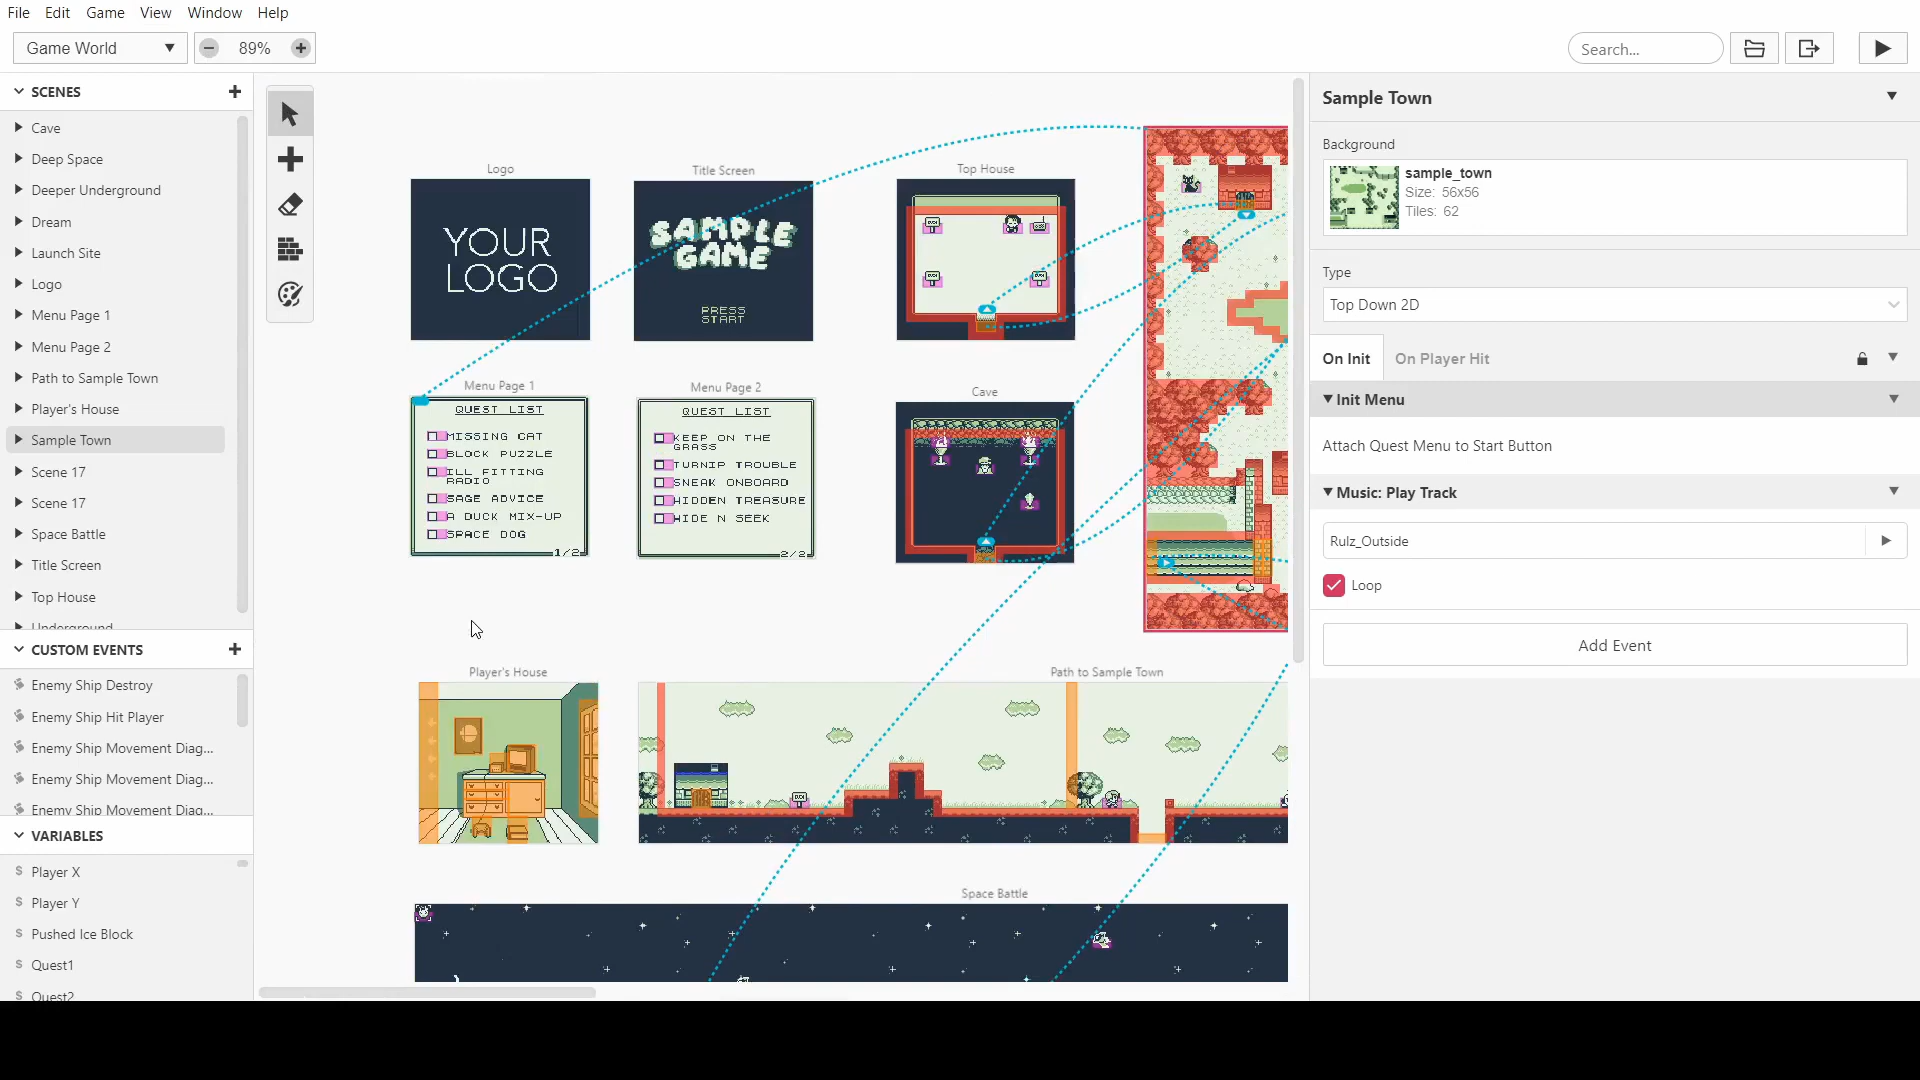 File Edit Game View Window Help
Game World
89%
Search...
SCENES
Cave
Deep Space
Deeper Underground
Dream
Launch Site
Logo
Menu Page 1
Menu Page 2
Path to Sample Town
Player's House
Sample Town
Scene 17
Scene 17
Space Battle
Title Screen
Top House
Underground
CUSTOM EVENTS
Enemy Ship Destroy
Enemy Ship Hit Player
Enemy Ship Movement Diag...
Enemy Ship Movement Diag...
Enemy Ship Movement Diag...
VARIABLES
$ Player X
$ Player Y
$ Pushed Ice Block
$ Quest1
$ Quest2
Logo
YOUR
LOGO
Title Screen
SAMPLE
GAME
PRESS
START
Top House
Menu Page 1
QUEST LIST
MISSING CAT
BLOCK PUZZLE
ILL FITTING
RADIO
SAGE ADVICE
A DUCK MIX-UP
SPACE DOG
1/2
Menu Page 2
QUEST LIST
KEEP ON THE
GRASS
TURNIP TROUBLE
SNEAK ONBOARD
HIDDEN TREASURE
HIDE N SEEK
2/2
Cave
Player's House
Path to Sample Town
Space Battle
Sample Town
Background
sample_town
Size: 56x56
Tiles: 62
Type
Top Down 2D
On Init
On Player Hit
Init Menu
Attach Quest Menu to Start Button
Music: Play Track
Rulz_Outside
Loop
Add Event